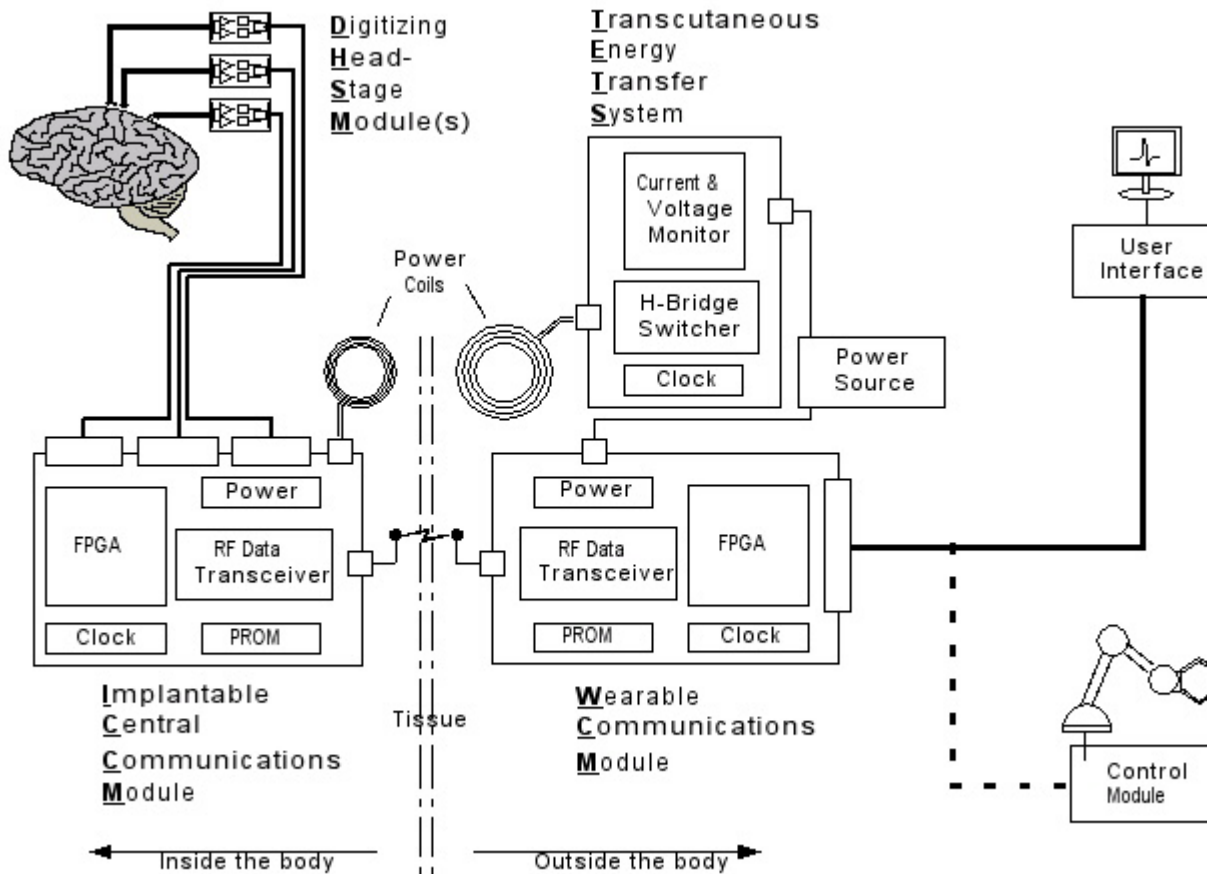 Digitizing
Head-
Stage
Module(s)
Transcutaneous
Energy
Transfer
System
Current &
Voltage
Monitor
H-Bridge
Switcher
Clock
Power
Source
User
Interface
Power
Coils
Power
FPGA
RF Data
Transceiver
Clock
PROM
Power
RF Data
Transceiver
FPGA
PROM
Clock
Implantable
Central
Communications
Module
Tissue
Wearable
Communications
Module
Control
Module
Inside the body
Outside the body